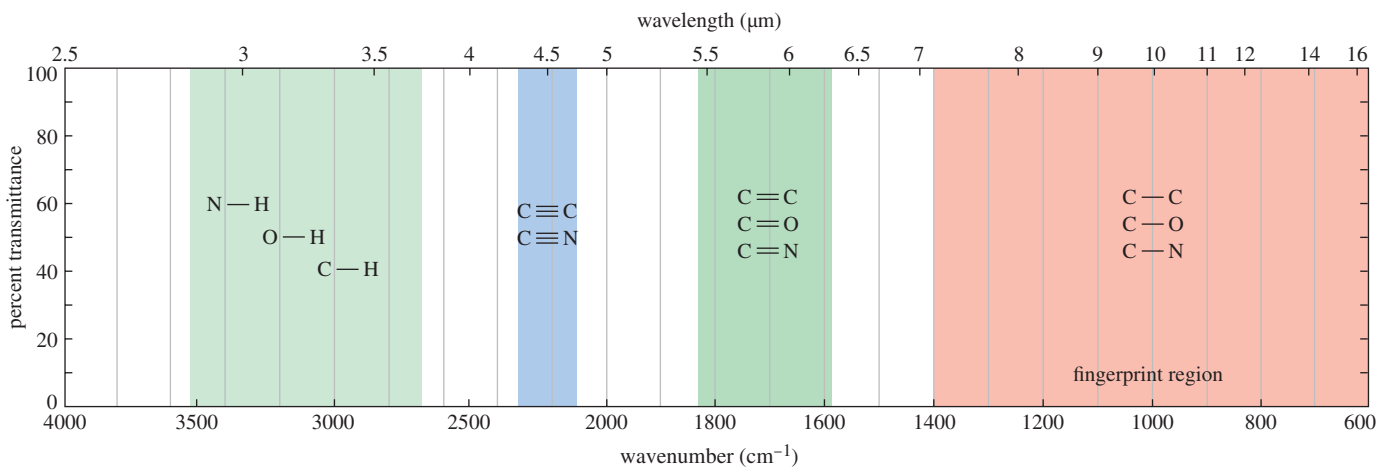 wavelength (μm)
2.5 3 3.5 4 4.5 5 5.5 6 6.5 7 8 9 10 11 12 14 16
percent transmittance
100
80
60
40
20
0
N — H
O — H
C — H
C≡C
C≡N
C=C
C=O
C=N
C — C
C — O
C — N
fingerprint region
4000 3500 3000 2500 2000 1800 1600 1400 1200 1000 800 600
wavenumber (cm⁻¹)